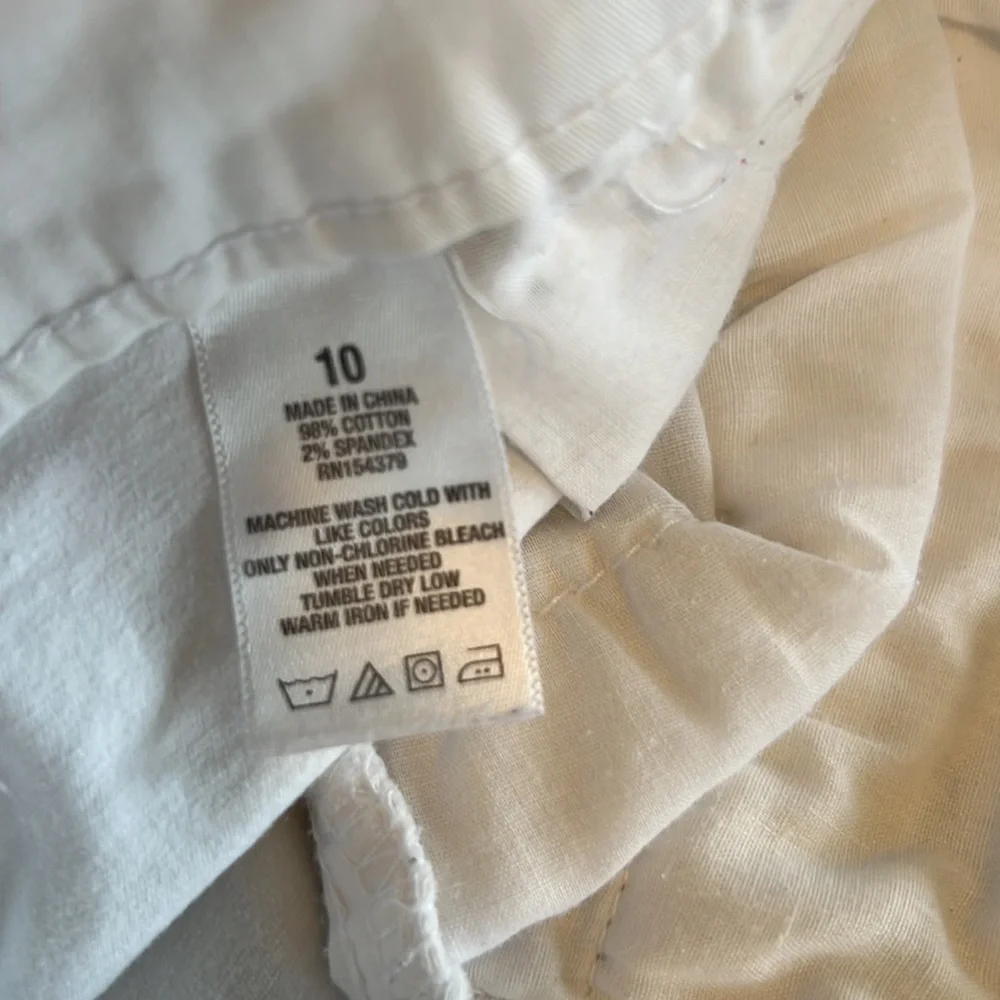 10
MADE IN CHINA
98% COTTON
2% SPANDEX
RN154379
MACHINE WASH COLD WITH
LIKE COLORS
ONLY NON-CHLORINE BLEACH
WHEN NEEDED
TUMBLE DRY LOW
WARM IRON IF NEEDED